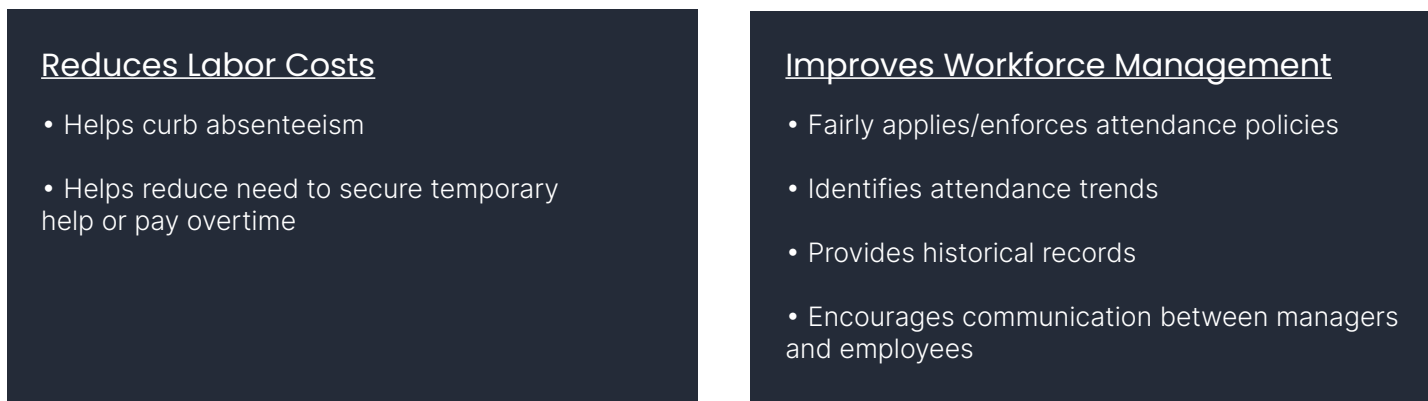 Reduces Labor Costs
• Helps curb absenteeism
• Helps reduce need to secure temporary
help or pay overtime
Improves Workforce Management
• Fairly applies/enforces attendance policies
• Identifies attendance trends
• Provides historical records
• Encourages communication between managers
and employees